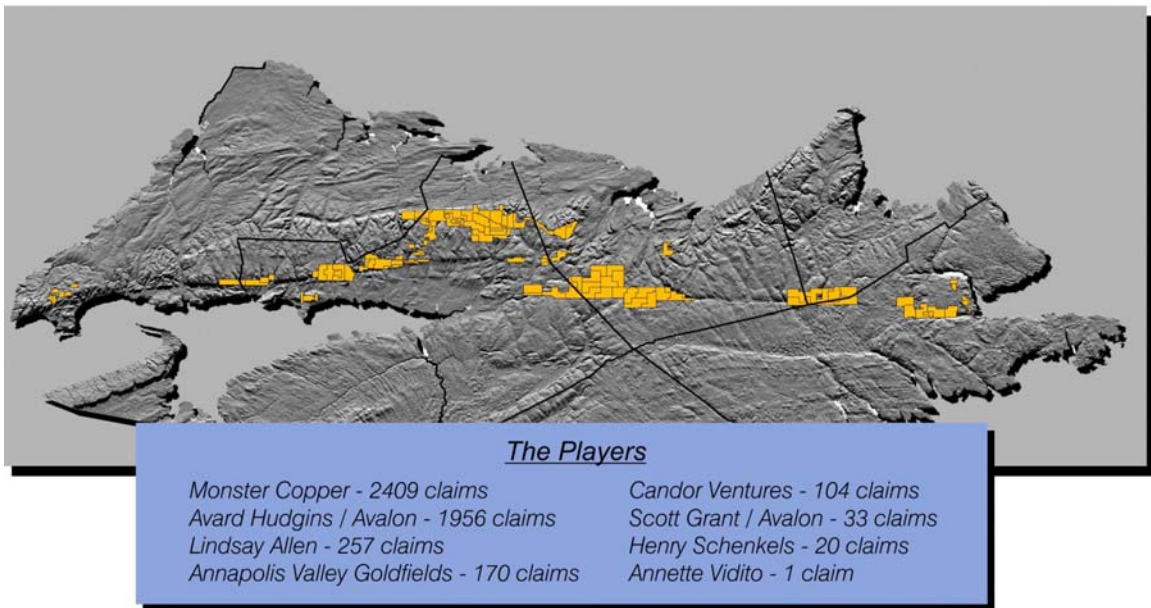 The Players
Monster Copper - 2409 claims
Avard Hudgins / Avalon - 1956 claims
Lindsay Allen - 257 claims
Annapolis Valley Goldfields - 170 claims
Candor Ventures - 104 claims
Scott Grant / Avalon - 33 claims
Henry Schenkels - 20 claims
Annette Vidito - 1 claim